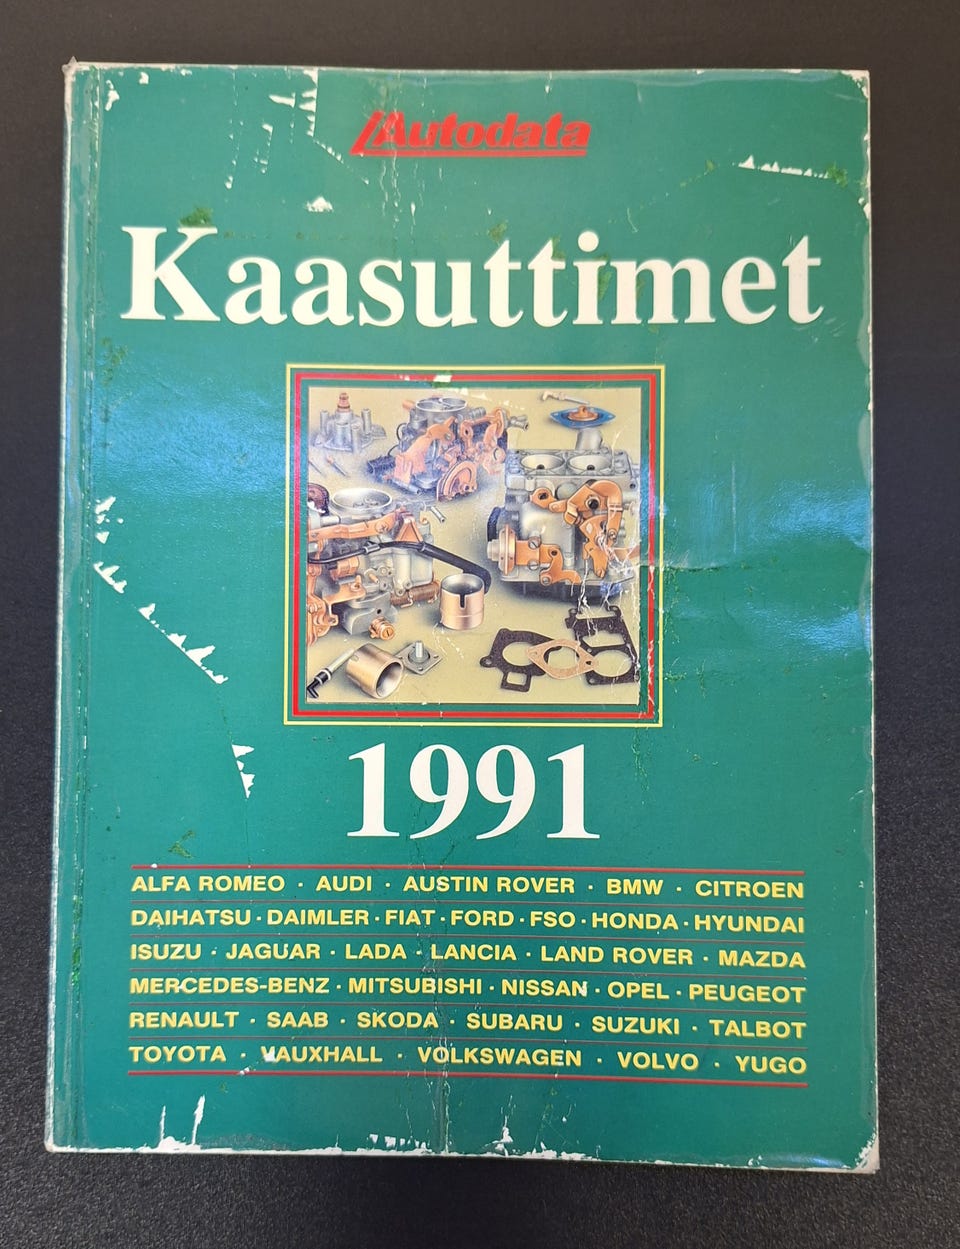 Autodata
Kaasuttimet
1991
ALFA ROMEO · AUDI · AUSTIN ROVER · BMW · CITROEN
DAIHATSU · DAIMLER · FIAT · FORD · FSO · HONDA · HYUNDAI
ISUZU · JAGUAR · LADA · LANCIA · LAND ROVER · MAZDA
MERCEDES-BENZ · MITSUBISHI · NISSAN · OPEL · PEUGEOT
RENAULT · SAAB · SKODA · SUBARU · SUZUKI · TALBOT
TOYOTA · VAUXHALL · VOLKSWAGEN · VOLVO · YUGO